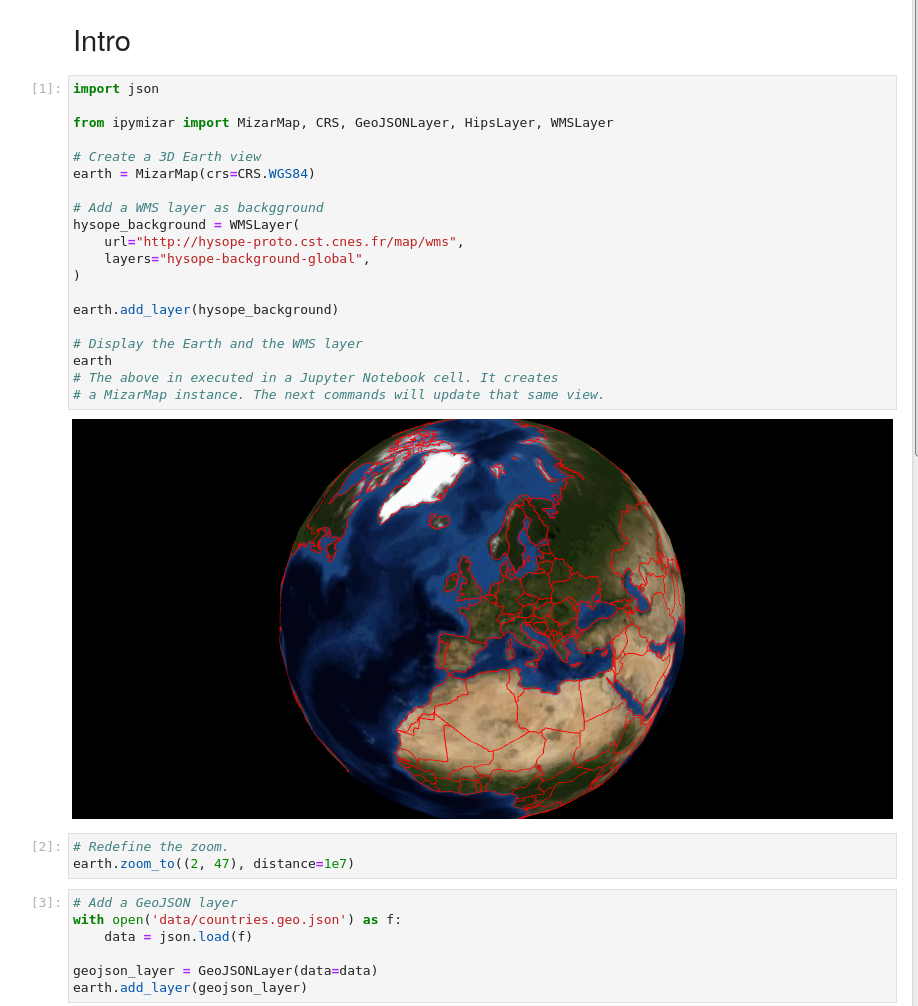 Intro
[1]:
import json
from ipymizar import MizarMap, CRS, GeoJSONLayer, HipsLayer, WMSLayer
# Create a 3D Earth view
earth = MizarMap(crs=CRS.WGS84)
# Add a WMS layer as backgground
hysope_background = WMSLayer(
    url="http://hysope-proto.cst.cnes.fr/map/wms",
    layers="hysope-background-global",
)
earth.add_layer(hysope_background)
# Display the Earth and the WMS layer
earth
# The above in executed in a Jupyter Notebook cell. It creates
# a MizarMap instance. The next commands will update that same view.
[2]:
# Redefine the zoom.
earth.zoom_to((2, 47), distance=1e7)
[3]:
# Add a GeoJSON layer
with open('data/countries.geo.json') as f:
    data = json.load(f)
geojson_layer = GeoJSONLayer(data=data)
earth.add_layer(geojson_layer)